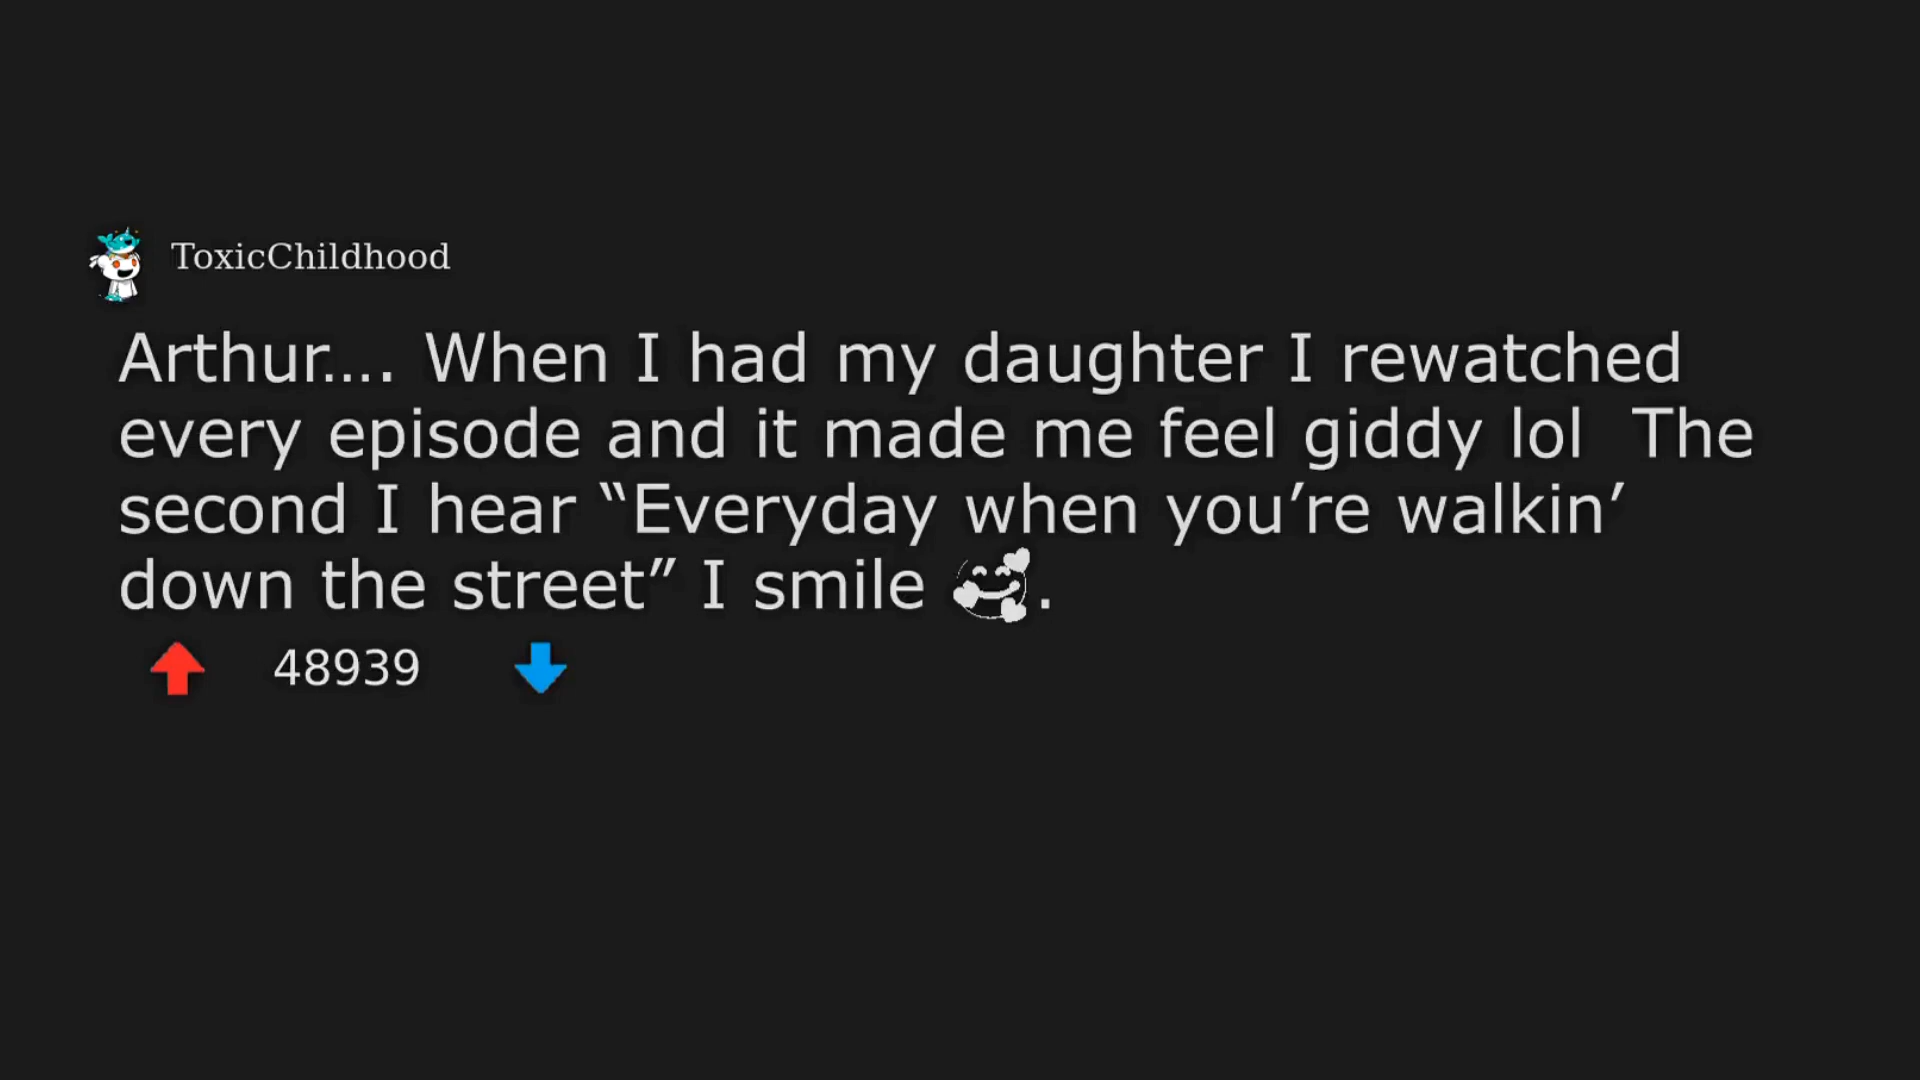 ToxicChildhood
Arthur.... When I had my daughter I rewatched
every episode and it made me feel giddy lol  The
second I hear “Everyday when you’re walkin’
down the street” I smile 🥰.
48939